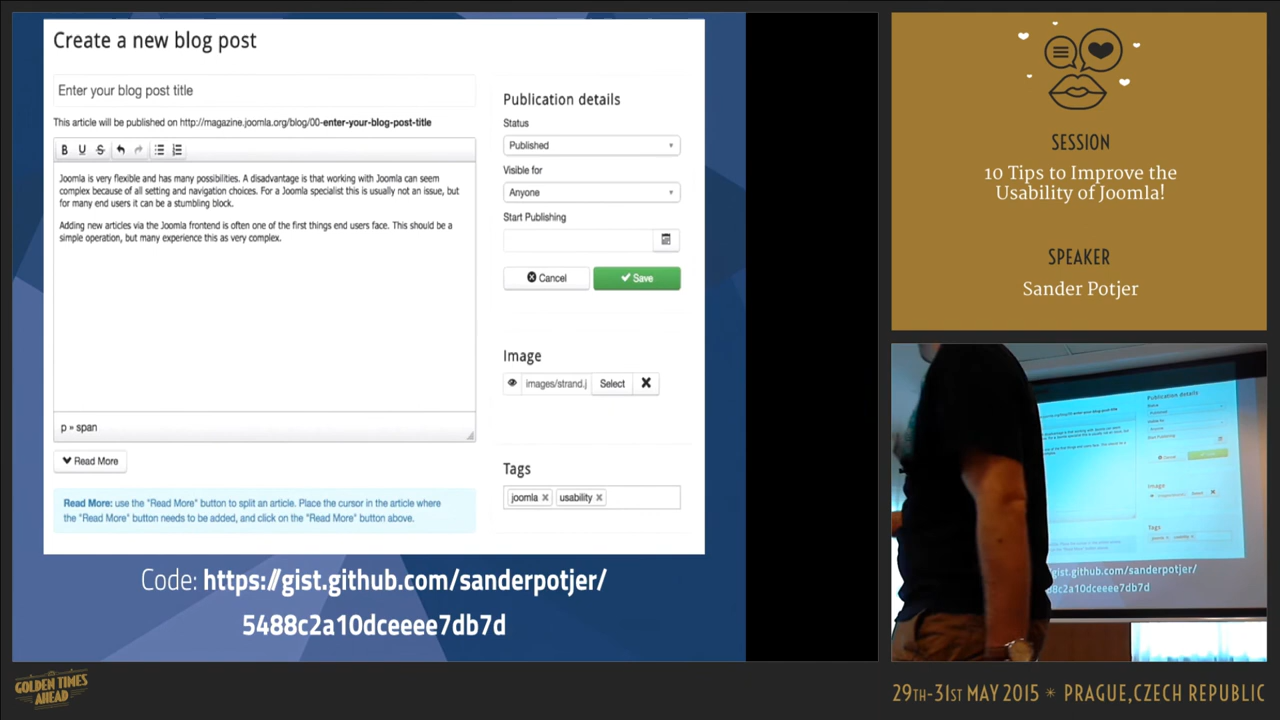 Create a new blog post
Enter your blog post title
This article will be published on http://magazine.joomla.org/blog/00-enter-your-blog-post-title
B U S
Joomla is very flexible and has many possibilities. A disadvantage is that working with Joomla can seem
complex because of all setting and navigation choices. For a Joomla specialist this is usually not an issue, but
for many end users it can be a stumbling block.
Adding new articles via the Joomla frontend is often one of the first things end users face. This should be a
simple operation, but many experience this as very complex.
p » span
Read More
Read More: use the "Read More" button to split an article. Place the cursor in the article where
the "Read More" button needs to be added, and click on the "Read More" button above.
Publication details
Status
Published
Visible for
Anyone
Start Publishing
Cancel Save
Image
images/strand.j Select
Tags
joomla usability
Code: https://gist.github.com/sanderpotjer/
5488c2a10dceeee7db7d
SESSION
10 Tips to Improve the
Usability of Joomla!
SPEAKER
Sander Potjer
Publication details
Image
Tags
gist.github.com/sanderpotjer/
8c2a10dceeee7db7d
GOLDEN TIMES
AHEAD
29TH-31ST MAY 2015 * PRAGUE,CZECH REPUBLIC